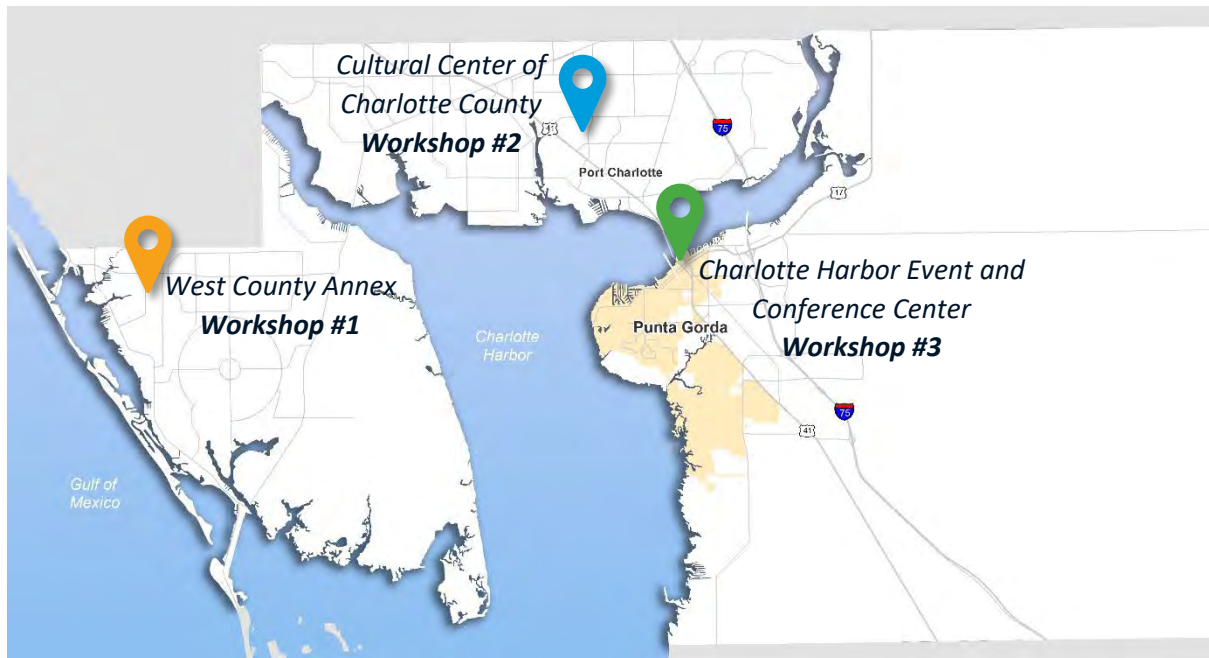 Cultural Center of
Charlotte County
Workshop #2
41
75
Port Charlotte
17
West County Annex
Workshop #1
Charlotte Harbor Event and
Conference Center
Workshop #3
Charlotte
Harbor
Punta Gorda
75
41
Gulf of
Mexico